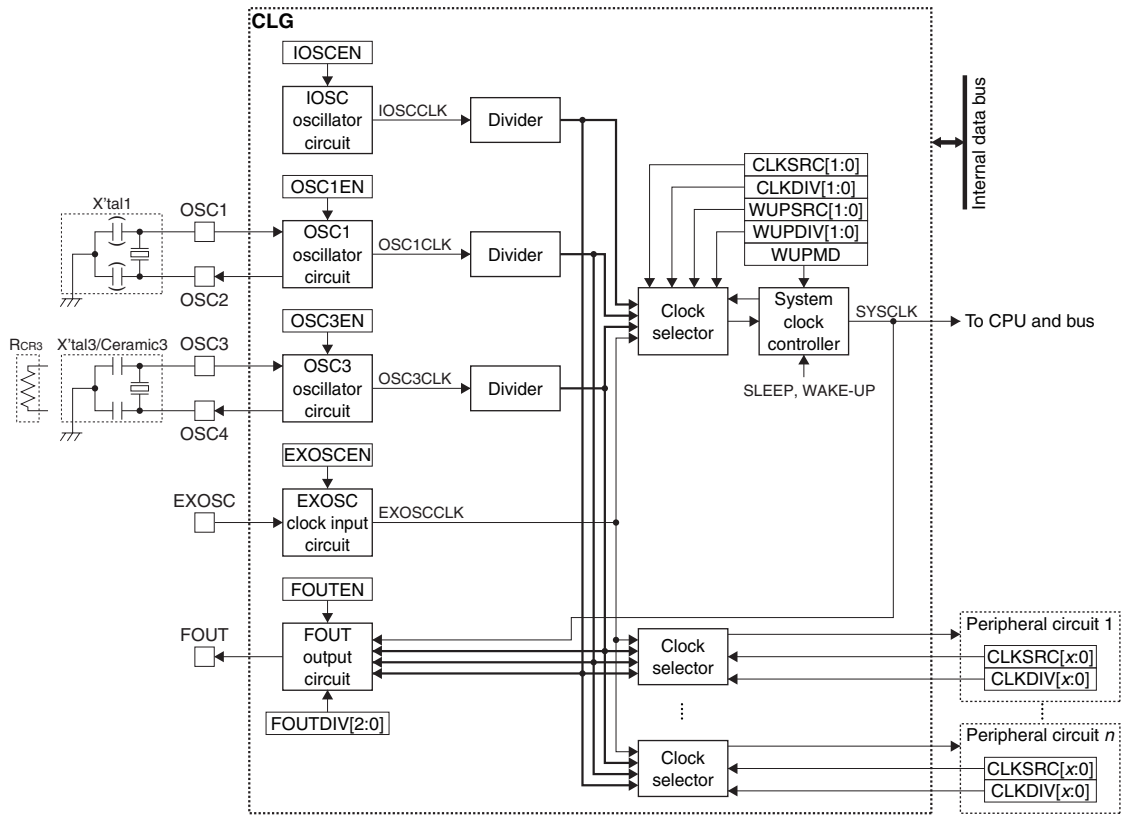 CLG
IOSCEN
IOSC
oscillator
circuit
IOSCCLK
Divider
Internal data bus
CLKSRC[1:0]
CLKDIV[1:0]
WUPSRC[1:0]
WUPDIV[1:0]
WUPMD
X'tal1
OSC1
OSC2
OSC1EN
OSC1
oscillator
circuit
OSC1CLK
Divider
Clock
selector
System
clock
controller
SYSCLK
To CPU and bus
SLEEP, WAKE-UP
RCR3
X'tal3/Ceramic3
OSC3
OSC4
OSC3EN
OSC3
oscillator
circuit
OSC3CLK
Divider
EXOSCEN
EXOSC
EXOSC
clock input
circuit
EXOSCCLK
FOUTEN
FOUT
FOUT
output
circuit
FOUTDIV[2:0]
Clock
selector
Peripheral circuit 1
CLKSRC[x:0]
CLKDIV[x:0]
Clock
selector
Peripheral circuit n
CLKSRC[x:0]
CLKDIV[x:0]